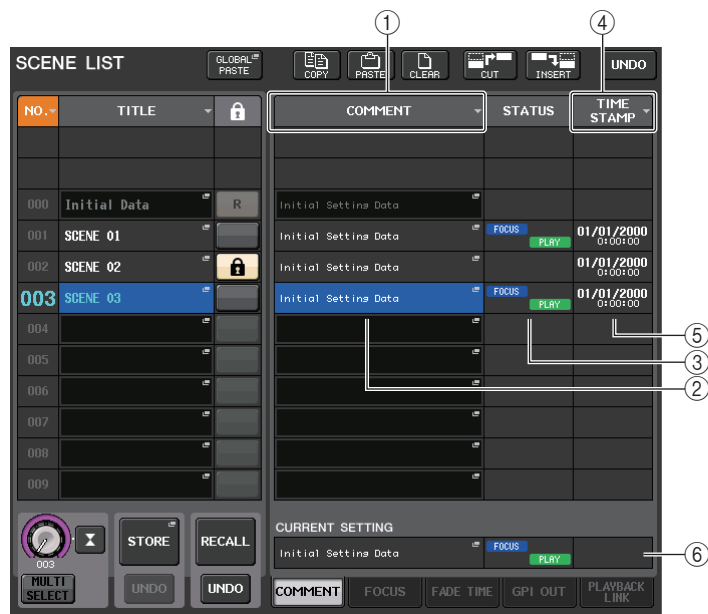 ① ④
SCENE LIST GLOBAL PASTE COPY PASTE CLEAR CUT INSERT UNDO
NO. TITLE COMMENT STATUS TIME STAMP
000 Initial Data R Initial Setting Data
001 SCENE 01 Initial Setting Data FOCUS PLAY 01/01/2000 0:00:00
002 SCENE 02 Initial Setting Data 01/01/2000 0:00:00
003 SCENE 03 Initial Setting Data FOCUS PLAY 01/01/2000 0:00:00
004
⑤
005
③
006
②
007
008
009
CURRENT SETTING
STORE RECALL Initial Setting Data FOCUS PLAY ⑥
003
MULTI SELECT UNDO UNDO COMMENT FOCUS FADE TIME GPI OUT PLAYBACK LINK